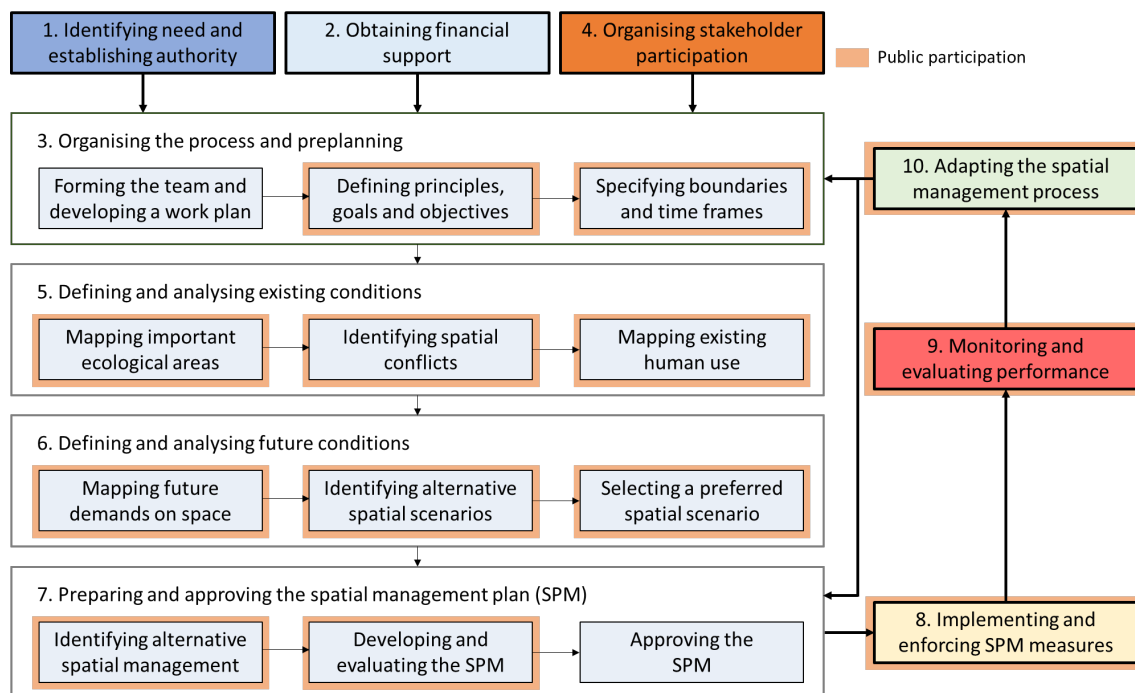 1. Identifying need and
establishing authority
2. Obtaining financial
support
4. Organising stakeholder
participation
Public participation
3. Organising the process and preplanning
Forming the team and
developing a work plan
Defining principles,
goals and objectives
Specifying boundaries
and time frames
10. Adapting the spatial
management process
5. Defining and analysing existing conditions
Mapping important
ecological areas
Identifying spatial
conflicts
Mapping existing
human use
9. Monitoring and
evaluating performance
6. Defining and analysing future conditions
Mapping future
demands on space
Identifying alternative
spatial scenarios
Selecting a preferred
spatial scenario
7. Preparing and approving the spatial management plan (SPM)
Identifying alternative
spatial management
Developing and
evaluating the SPM
Approving the
SPM
8. Implementing and
enforcing SPM measures